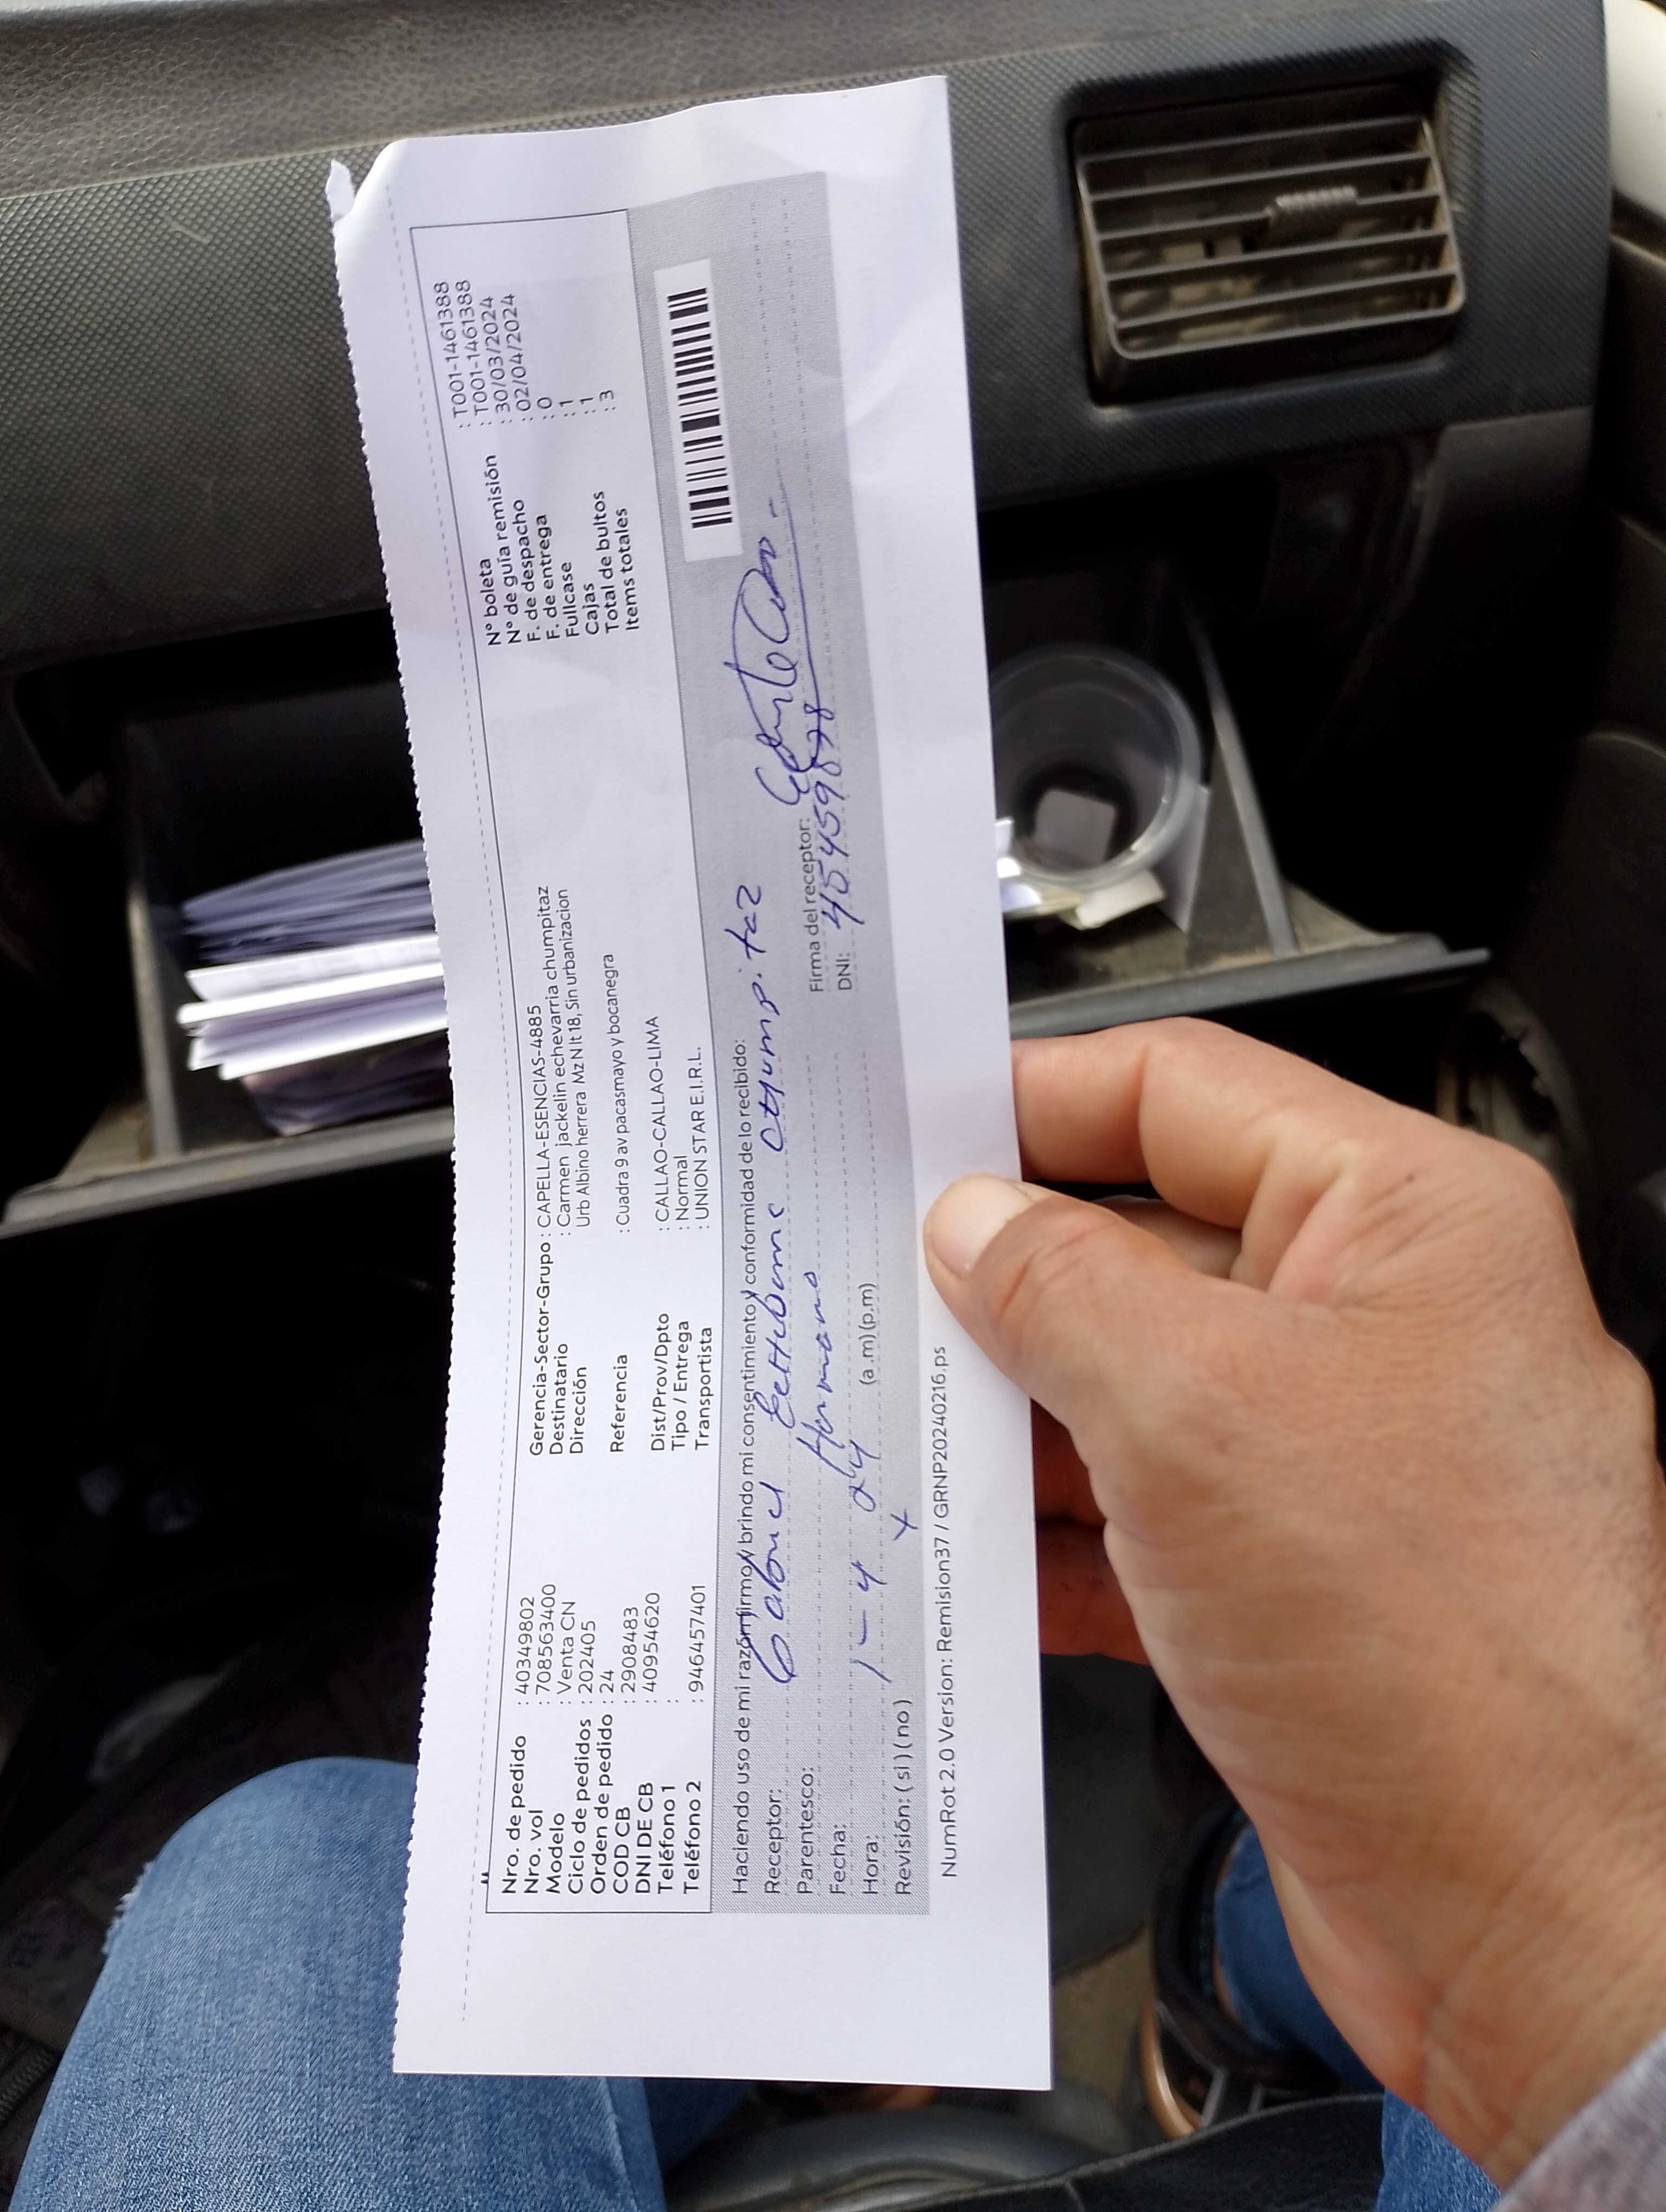 Nro. de pedido : 40349802
Nro. vol : 708563400
Modelo : Venta CN
Ciclo de pedidos : 202405
Orden de pedido : 24
COD CB : 2908483
DNI DE CB : 40954620
Teléfono 1 :
Teléfono 2 : 946457401
Gerencia-Sector-Grupo : CAPELLA-ESENCIAS-4885
Destinatario : Carmen jackelin echevarria chumpitaz
Dirección Urb Albino herrera Mz N lt 18, Sin urbanizacion
Referencia : Cuadra 9 av pacasmayo y bocanegra
Dist/Prov/Dpto : CALLAO-CALLAO-LIMA
Tipo / Entrega : Normal
Transportista : UNION STAR E.I.R.L.
N° boleta : T001-1461388
N° de guía remisión : T001-1461388
F. de despacho : 30/03/2024
F. de entrega : 02/04/2024
Fullcase : 0
Cajas : 1
Total de bultos : 1
Items totales : 3
Haciendo uso de mi razón firmo y brindo mi consentimiento y conformidad de lo recibido:
Receptor: Gabriel chumpitaz
Parentesco: Hermano
Fecha: 1-4 24
Hora: (a.m) (p.m)
Revisión: ( si ) ( no )
Firma del receptor:
DNI: 45459878
NumRot 2.0 Version: Remision37 / GRNP20240216.ps